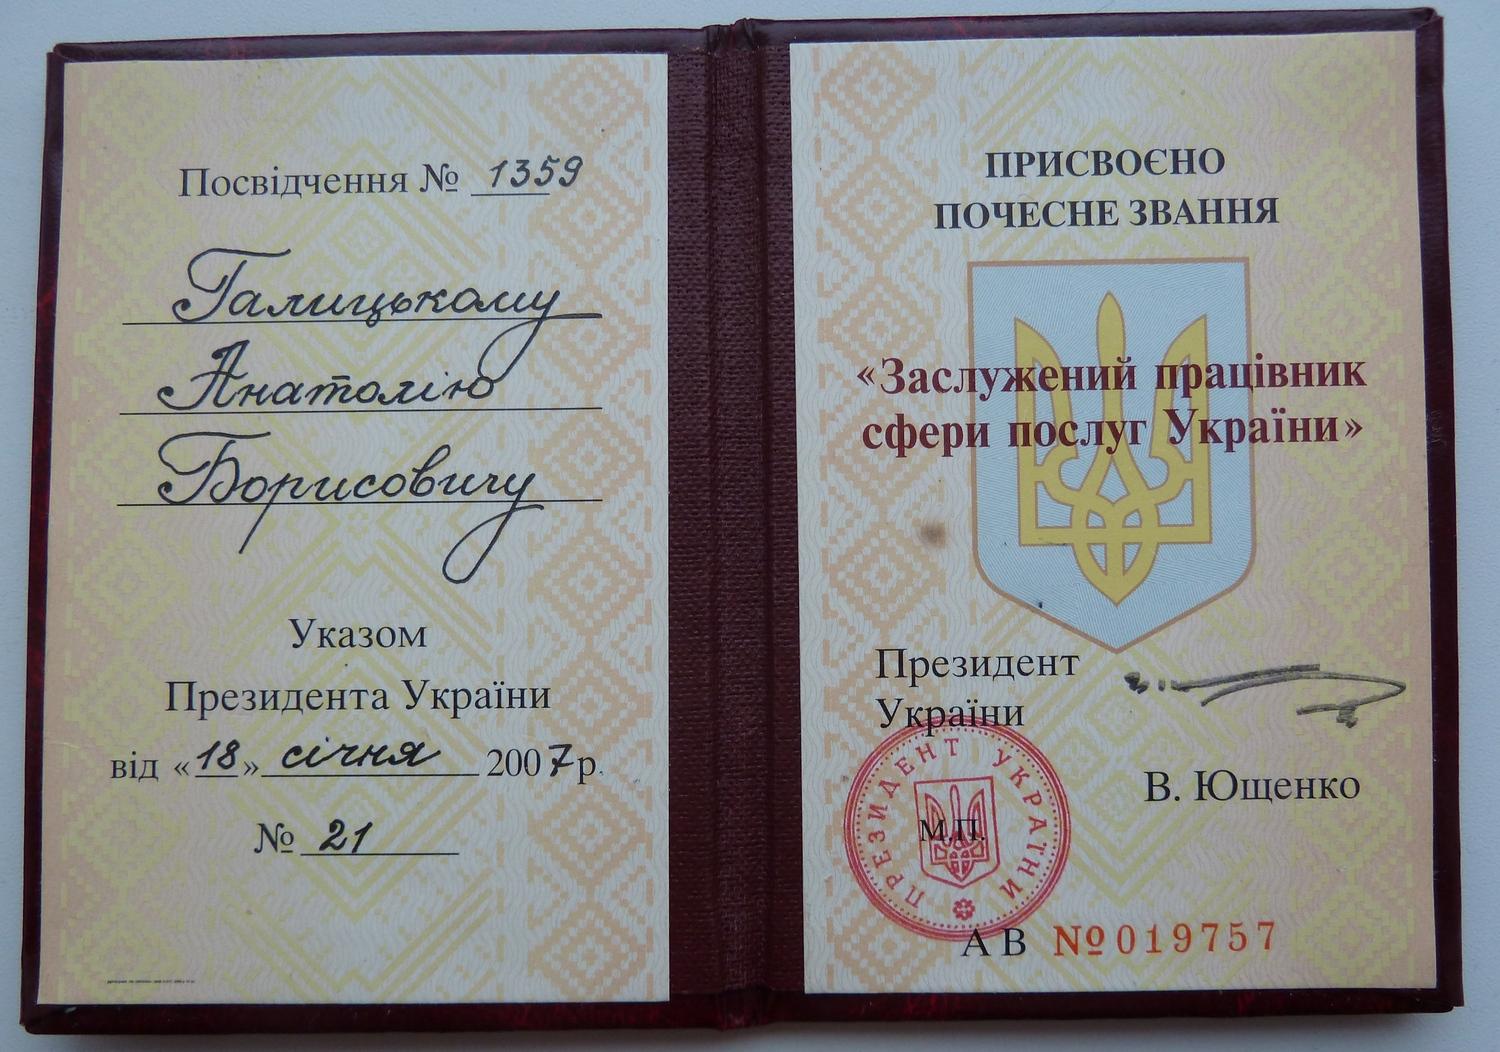 Посвідчення № 1359
Галицькому
Анатолію
Борисовичу
Указом
Президента України
від «18» січня 2007 р.
№ 21
ПРИСВОЄНО
ПОЧЕСНЕ ЗВАННЯ
«Заслужений працівник
сфери послуг України»
Президент
України
В. Ющенко
ПРЕЗИДЕНТ УКРАЇНИ
М.П.
А В №019757